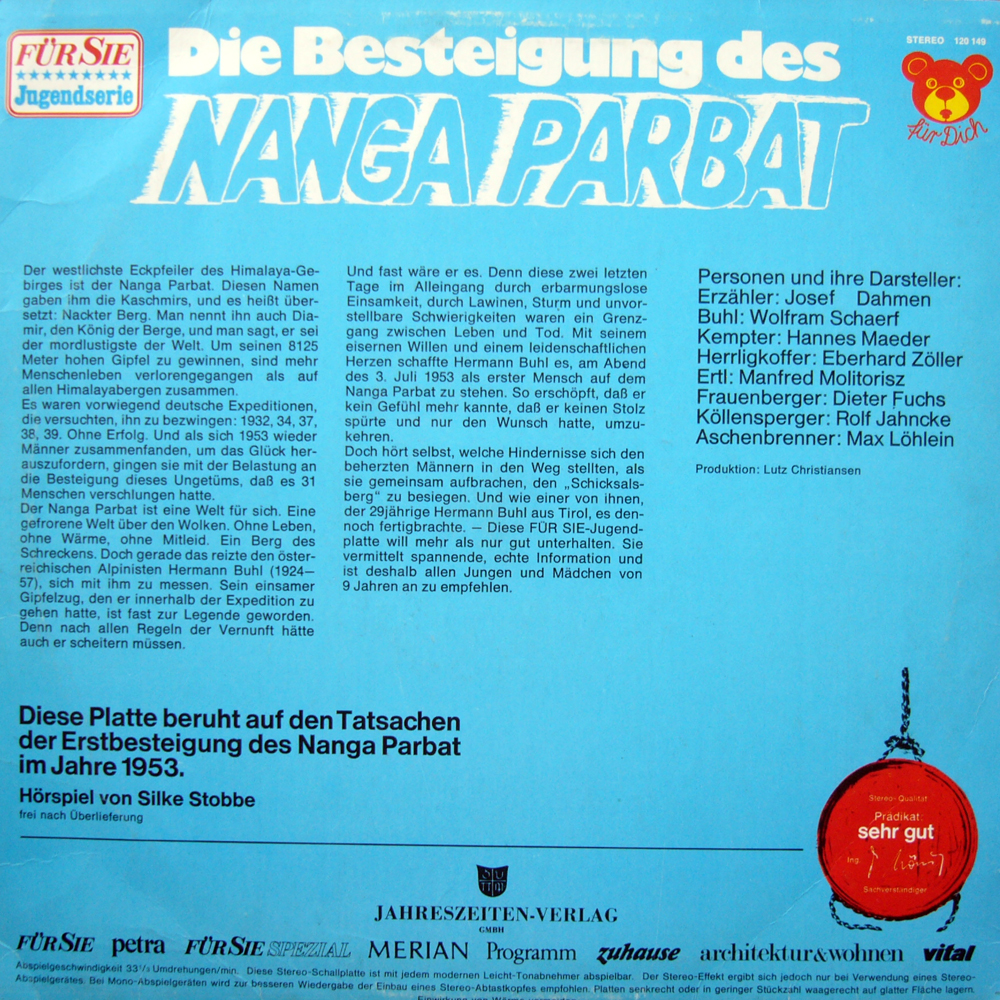 FÜR SIE
Jugendserie
Die Besteigung des
NANGA PARBAT
STEREO 120 149
für Dich
Der westlichste Eckpfeiler des Himalaya-Ge-
birges ist der Nanga Parbat. Diesen Namen
gaben ihm die Kaschmirs, und es heißt über-
setzt: Nackter Berg. Man nennt ihn auch Dia-
mir, den König der Berge, und man sagt, er sei
der mordlustigste der Welt. Um seinen 8125
Meter hohen Gipfel zu gewinnen, sind mehr
Menschenleben verlorengegangen als auf
allen Himalayabergen zusammen.
Es waren vorwiegend deutsche Expeditionen,
die versuchten, ihn zu bezwingen: 1932, 34, 37,
38, 39. Ohne Erfolg. Und als sich 1953 wieder
Männer zusammenfanden, um das Glück her-
auszufordern, gingen sie mit der Belastung an
die Besteigung dieses Ungetüms, daß es 31
Menschen verschlungen hatte.
Der Nanga Parbat ist eine Welt für sich. Eine
gefrorene Welt über den Wolken. Ohne Leben,
ohne Wärme, ohne Mitleid. Ein Berg des
Schreckens. Doch gerade das reizte den öster-
reichischen Alpinisten Hermann Buhl (1924—
57), sich mit ihm zu messen. Sein einsamer
Gipfelzug, den er innerhalb der Expedition zu
gehen hatte, ist fast zur Legende geworden.
Denn nach allen Regeln der Vernunft hätte
auch er scheitern müssen.
Und fast wäre er es. Denn diese zwei letzten
Tage im Alleingang durch erbarmungslose
Einsamkeit, durch Lawinen, Sturm und unvor-
stellbare Schwierigkeiten waren ein Grenz-
gang zwischen Leben und Tod. Mit seinem
eisernen Willen und einem leidenschaftlichen
Herzen schaffte Hermann Buhl es, am Abend
des 3. Juli 1953 als erster Mensch auf dem
Nanga Parbat zu stehen. So erschöpft, daß er
kein Gefühl mehr kannte, daß er keinen Stolz
spürte und nur den Wunsch hatte, umzu-
kehren.
Doch hört selbst, welche Hindernisse sich den
beherzten Männern in den Weg stellten, als
sie gemeinsam aufbrachen, den „Schicksals-
berg“ zu besiegen. Und wie einer von ihnen,
der 29jährige Hermann Buhl aus Tirol, es den-
noch fertigbrachte. — Diese FÜR SIE-Jugend-
platte will mehr als nur gut unterhalten. Sie
vermittelt spannende, echte Information und
ist deshalb allen Jungen und Mädchen von
9 Jahren an zu empfehlen.
Personen und ihre Darsteller:
Erzähler: Josef Dahmen
Buhl: Wolfram Schaerf
Kempter: Hannes Maeder
Herrligkoffer: Eberhard Zöller
Ertl: Manfred Molitorisz
Frauenberger: Dieter Fuchs
Köllensperger: Rolf Jahncke
Aschenbrenner: Max Löhlein
Produktion: Lutz Christiansen
Diese Platte beruht auf den Tatsachen
der Erstbesteigung des Nanga Parbat
im Jahre 1953.
Hörspiel von Silke Stobbe
frei nach Überlieferung
Stereo-Qualität
Prädikat:
sehr gut
Ing.
Sachverständiger
JAHRESZEITEN-VERLAG
GMBH
FÜR SIE petra FÜR SIE SPEZIAL MERIAN Programm zuhause architektur & wohnen vital
Abspielgeschwindigkeit 33 1/3 Umdrehungen/min. Diese Stereo-Schallplatte ist mit jedem modernen Leicht-Tonabnehmer abspielbar. Der Stereo-Effekt ergibt sich jedoch nur bei Verwendung eines Stereo-
Abspielgerätes. Bei Mono-Abspielgeräten wird zur besseren Wiedergabe der Einbau eines Stereo-Abtastkopfes empfohlen. Platten senkrecht oder in geringer Stückzahl waagerecht auf glatter Fläche lagern.